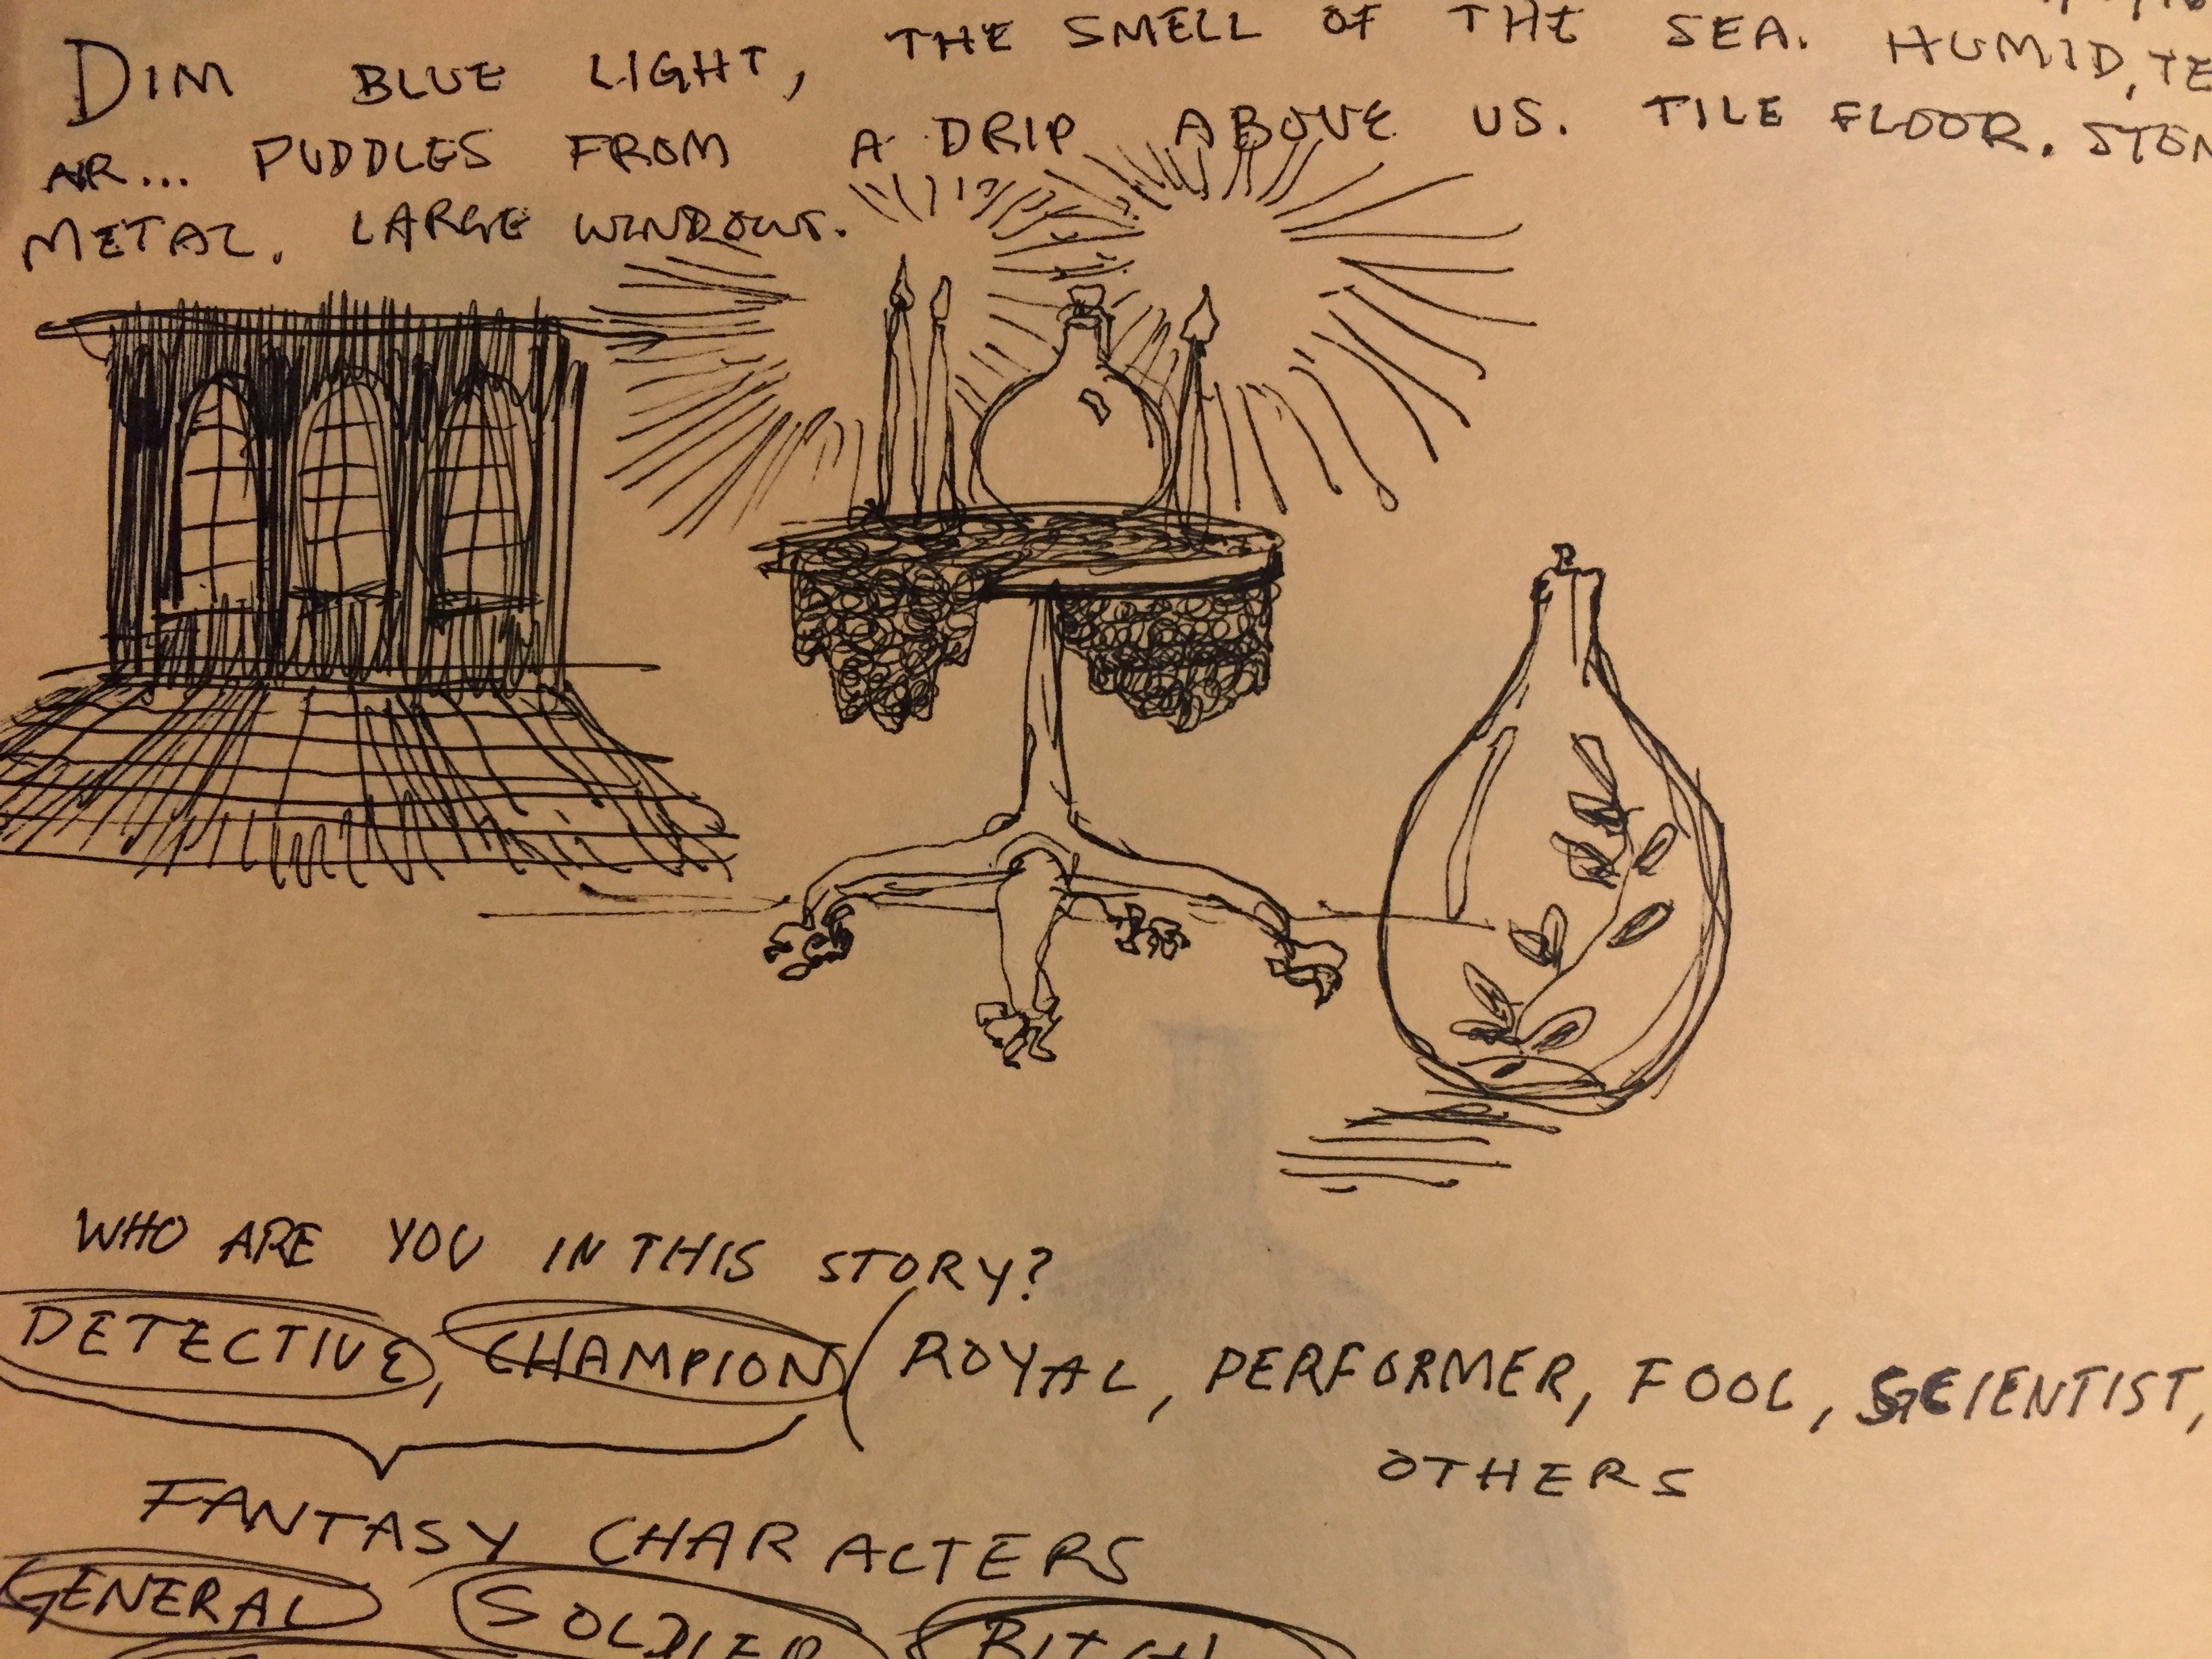 DIM BLUE LIGHT, THE SMELL OF THE SEA. HUMID, TE
AIR... PUDDLES FROM A DRIP ABOVE US. TILE FLOOR. STON
METAL. LARGE WINDOWS.
WHO ARE YOU IN THIS STORY?
DETECTIVE, CHAMPION ( ROYAL, PERFORMER, FOOL, SCIENTIST,
OTHERS
FANTASY CHARACTERS
GENERAL SOLDIER BITCH